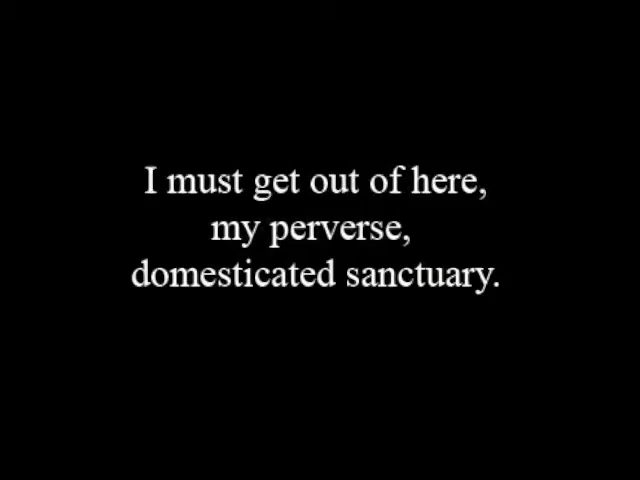 I must get out of here,
my perverse,
domesticated sanctuary.